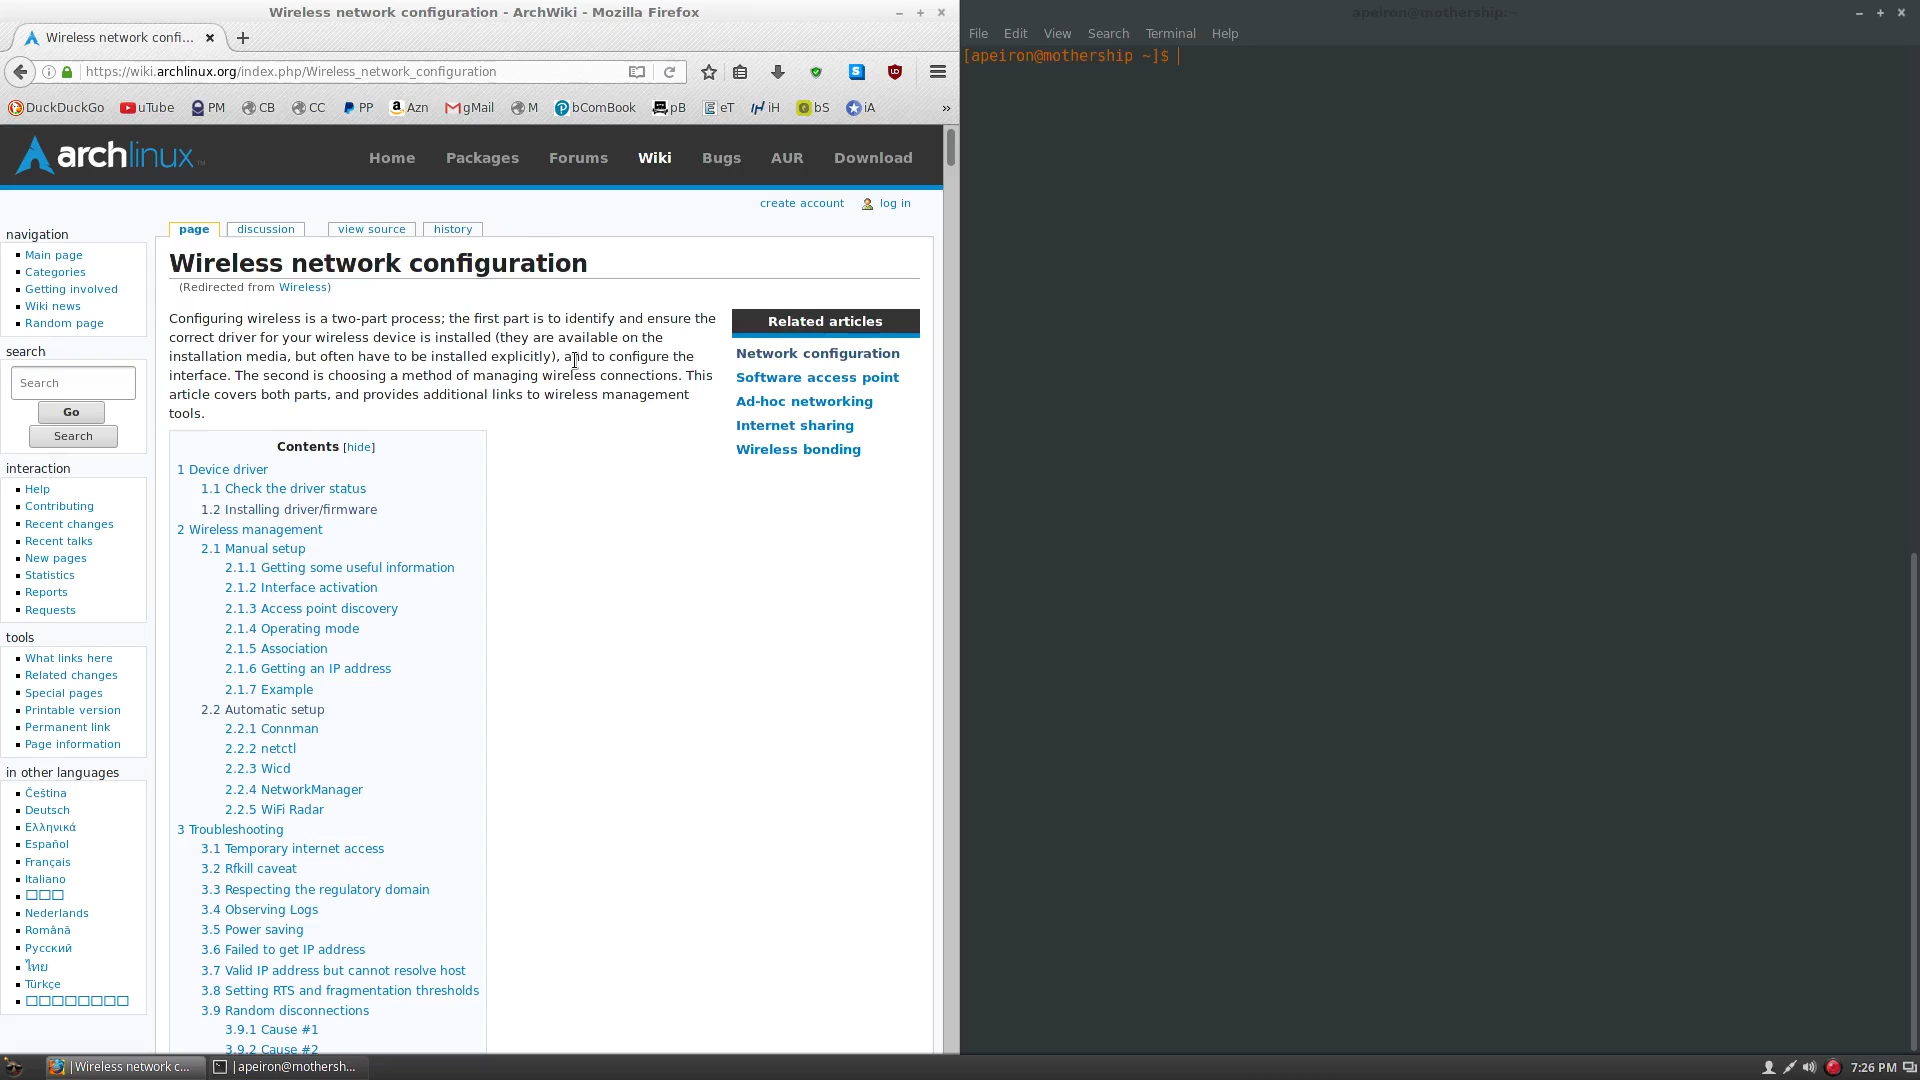 Wireless network configuration - ArchWiki - Mozilla Firefox
Wireless network confi...
https://wiki.archlinux.org/index.php/Wireless_network_configuration
DuckDuckGo uTube PM CB CC PP Azn gMail M bComBook pB eT iH bS iA »
archlinux™
Home Packages Forums Wiki Bugs AUR Download
create account log in
page discussion view source history
navigation
Main page
Categories
Getting involved
Wiki news
Random page
search
Search
Go
Search
interaction
Help
Contributing
Recent changes
Recent talks
New pages
Statistics
Reports
Requests
tools
What links here
Related changes
Special pages
Printable version
Permanent link
Page information
in other languages
Čeština
Deutsch
Ελληνικά
Español
Français
Italiano
Nederlands
Română
Русский
ไทย
Türkçe
Wireless network configuration
(Redirected from Wireless)
Configuring wireless is a two-part process; the first part is to identify and ensure the
correct driver for your wireless device is installed (they are available on the
installation media, but often have to be installed explicitly), and to configure the
interface. The second is choosing a method of managing wireless connections. This
article covers both parts, and provides additional links to wireless management
tools.
Related articles
Network configuration
Software access point
Ad-hoc networking
Internet sharing
Wireless bonding
Contents [hide]
1 Device driver
1.1 Check the driver status
1.2 Installing driver/firmware
2 Wireless management
2.1 Manual setup
2.1.1 Getting some useful information
2.1.2 Interface activation
2.1.3 Access point discovery
2.1.4 Operating mode
2.1.5 Association
2.1.6 Getting an IP address
2.1.7 Example
2.2 Automatic setup
2.2.1 Connman
2.2.2 netctl
2.2.3 Wicd
2.2.4 NetworkManager
2.2.5 WiFi Radar
3 Troubleshooting
3.1 Temporary internet access
3.2 Rfkill caveat
3.3 Respecting the regulatory domain
3.4 Observing Logs
3.5 Power saving
3.6 Failed to get IP address
3.7 Valid IP address but cannot resolve host
3.8 Setting RTS and fragmentation thresholds
3.9 Random disconnections
3.9.1 Cause #1
3.9.2 Cause #2
apeiron@mothership:~
File Edit View Search Terminal Help
[apeiron@mothership ~]$
|Wireless network c... |apeiron@mothersh... 7:26 PM